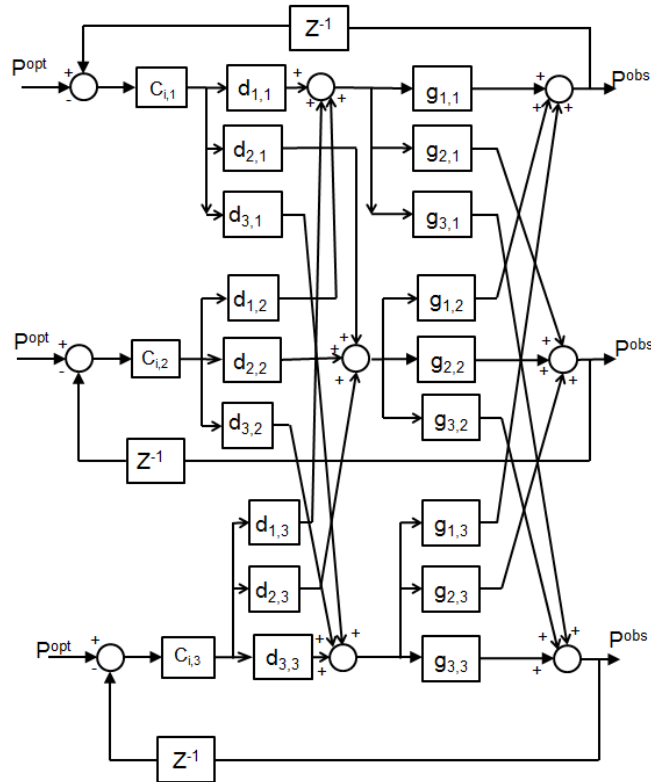 Z-1
Popt
+
-
Ci,1
d1,1
+
+
+
g1,1
+
+
+
Pobs
d2,1
g2,1
d3,1
g3,1
d1,2
g1,2
Popt
+
-
Ci,2
d2,2
+
+
+
+
g2,2
+
+
+
Pobs
d3,2
g3,2
Z-1
d1,3
g1,3
d2,3
g2,3
Popt
+
-
Ci,3
d3,3
+
+
+
g3,3
+
+
+
Pobs
Z-1